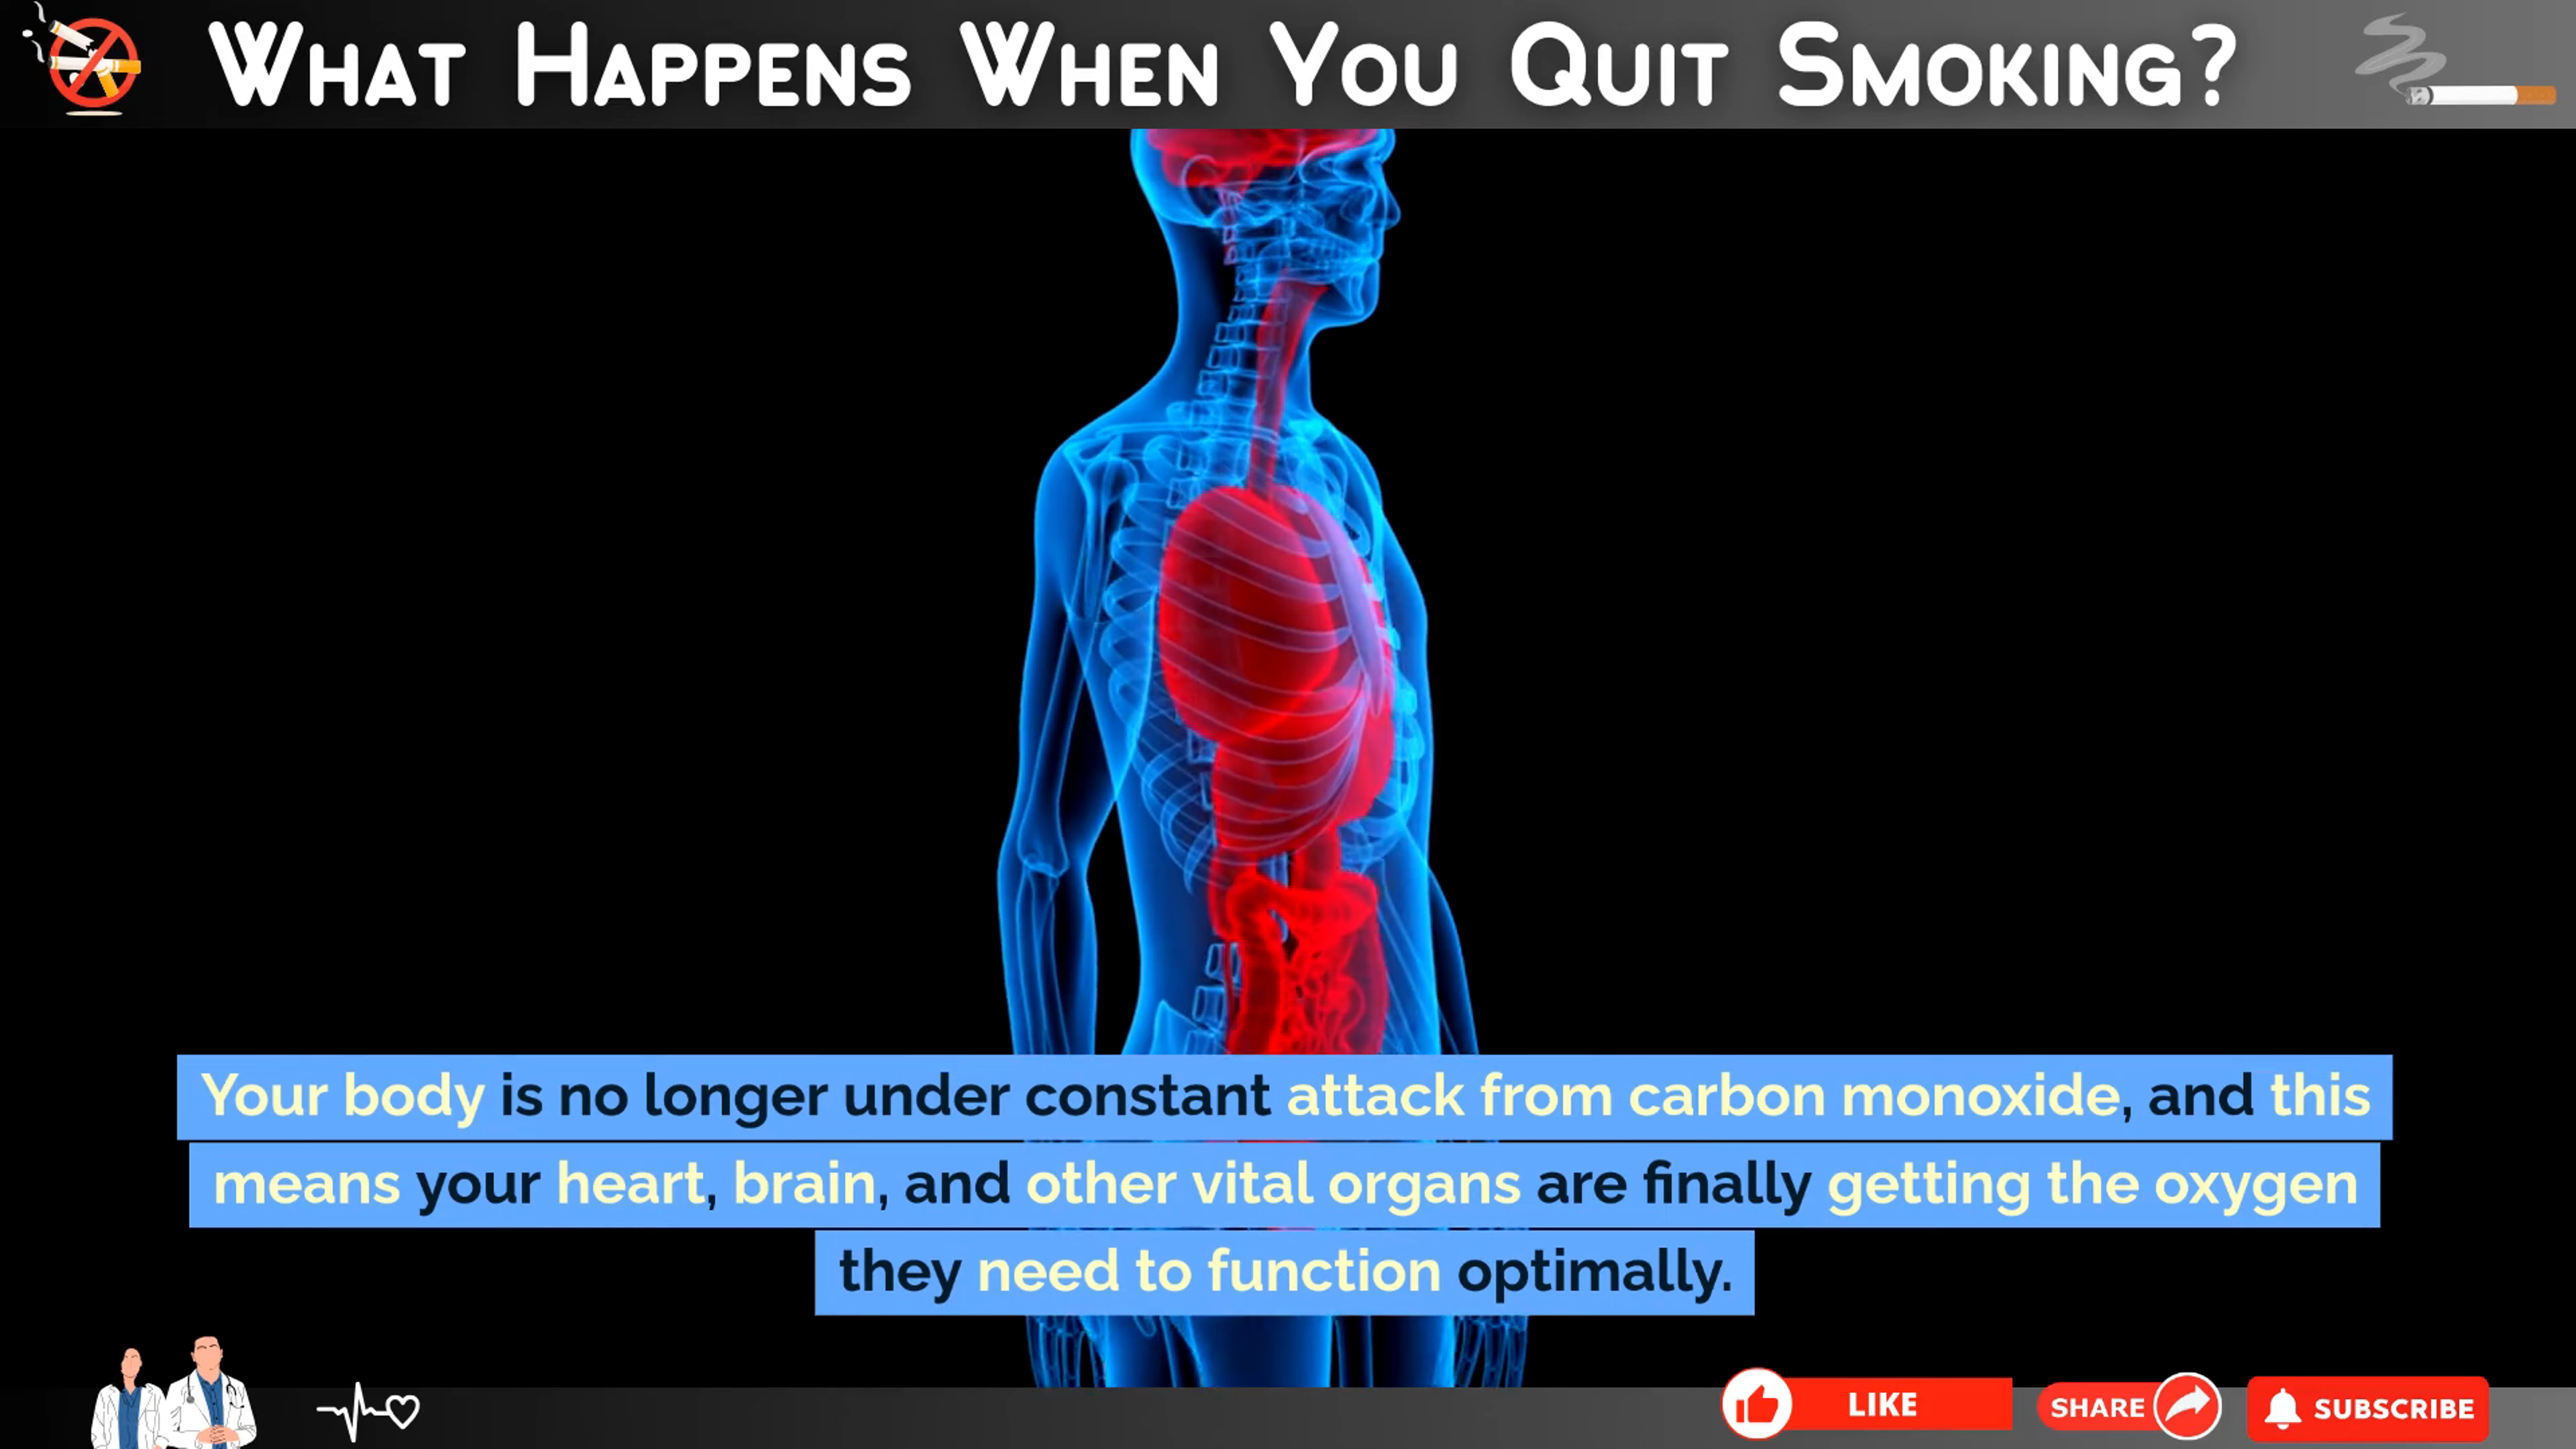 What Happens When You Quit Smoking?
Your body is no longer under constant attack from carbon monoxide, and this
means your heart, brain, and other vital organs are finally getting the oxygen
they need to function optimally.
LIKE
SHARE
SUBSCRIBE